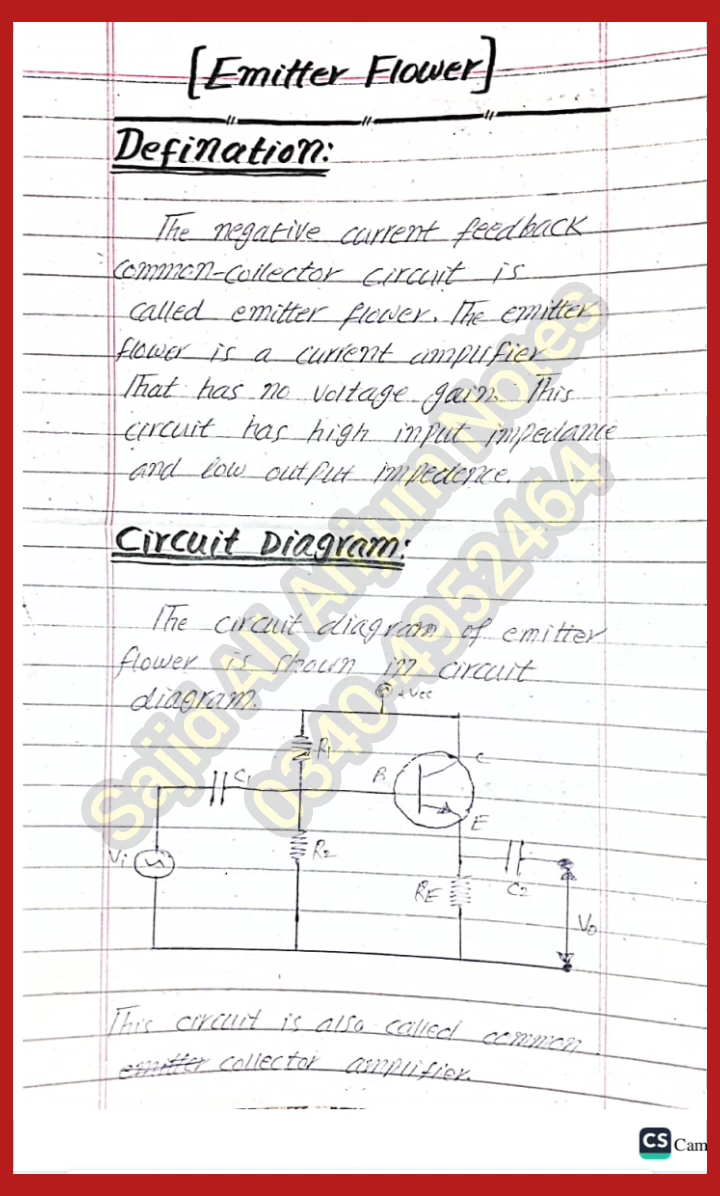 [Emitter Flower]
Defination:
The negative current feedback
common-collector circuit is
called emitter flower. The emitter
flower is a current amplifier
That has no voltage gain. This
circuit has high input impedance
and low output impedence.
Circuit Diagram:
The circuit diagram of emitter
flower is shown in circuit
diagram.
+Vcc
R1
C
B
C1
E
R2
Vi
C2
RE
Vo
This circuit is also called common
emitter collector amplifier.
Sajid Ali Anjum Notes
0340-4952464
CS Cam